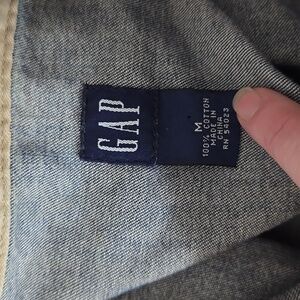 GAP
M
100% COTTON
MADE IN
CHINA
RN 54023